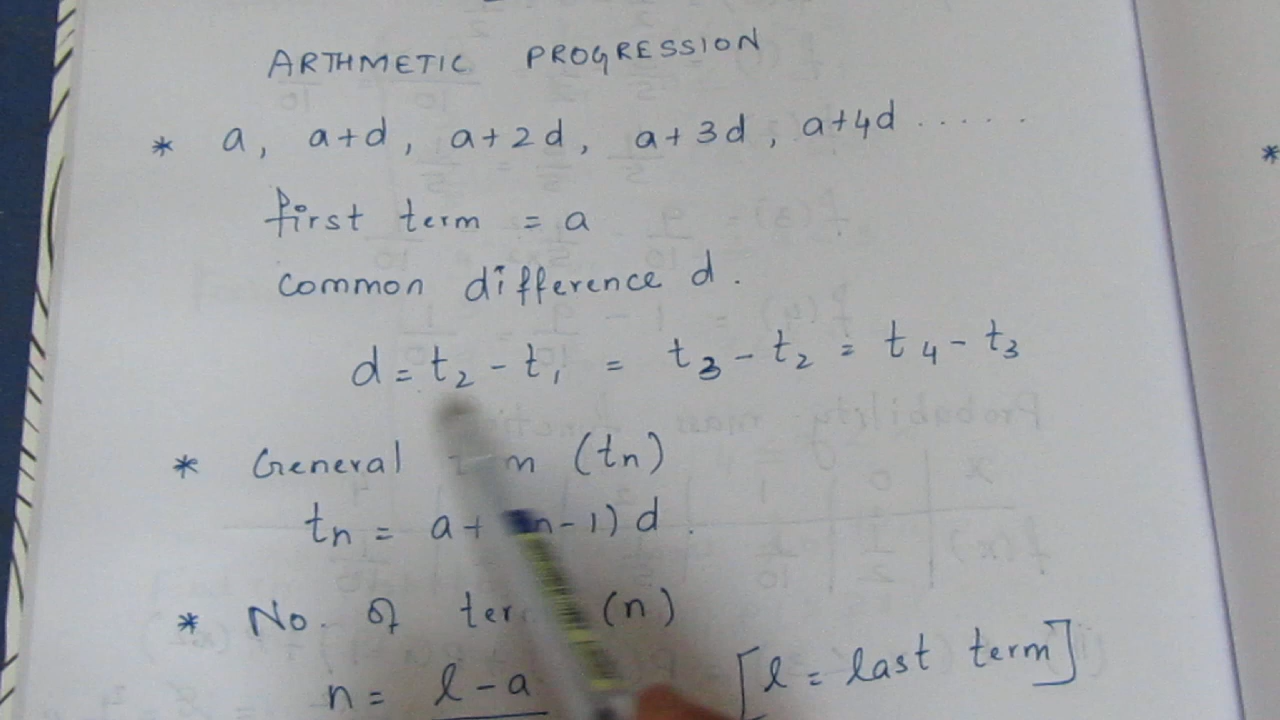 ARTHMETIC PROGRESSION
* a, a+d, a+2d, a+3d, a+4d .....
first term = a
common difference d.
d = t₂ - t₁ = t₃ - t₂ = t₄ - t₃
* General (tn)
tn = a+ n-1) d.
* No. of (n)
n = l - a [l = last term]
*